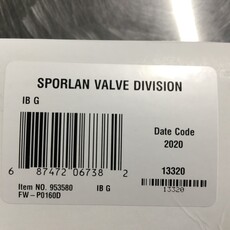 SPORLAN VALVE DIVISION
IB G
Date Code
2020
6 87472 06738 2
13320
13320
Item NO. 953580 IB G
FW-P0160D